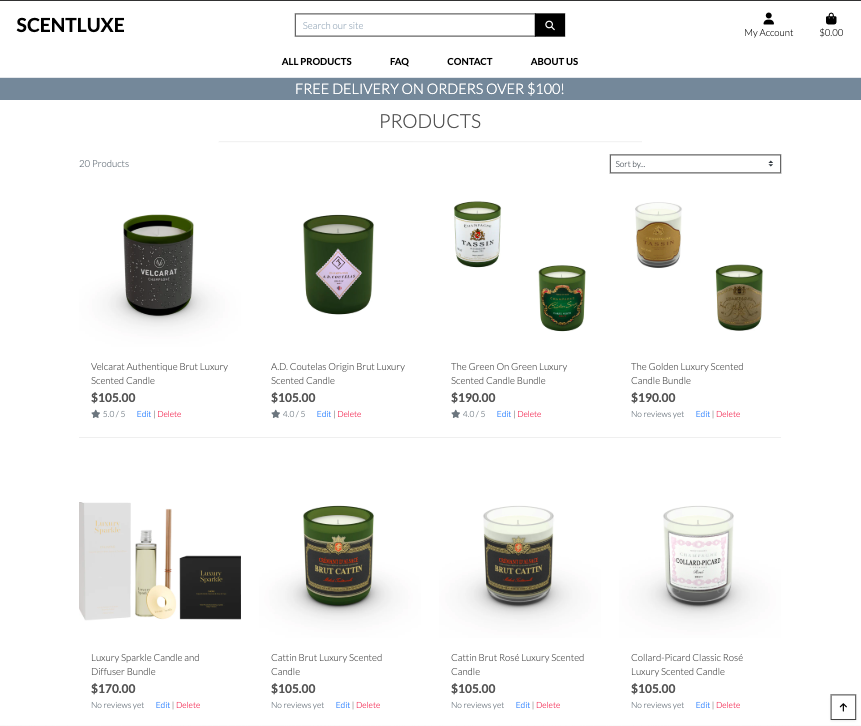 SCENTLUXE
Search our site
My Account
$0.00
ALL PRODUCTS FAQ CONTACT ABOUT US
FREE DELIVERY ON ORDERS OVER $100!
PRODUCTS
20 Products
Sort by...
VELCARAT
CHAMPAGNE
A.D. COUTELAS
CHAMPAGNE
TASSIN
TASSIN
Velcarat Authentique Brut Luxury
Scented Candle
$105.00
5.0 / 5 Edit | Delete
A.D. Coutelas Origin Brut Luxury
Scented Candle
$105.00
4.0 / 5 Edit | Delete
The Green On Green Luxury
Scented Candle Bundle
$190.00
4.0 / 5 Edit | Delete
The Golden Luxury Scented
Candle Bundle
$190.00
No reviews yet Edit | Delete
Luxury
Sparkle
Luxury
Sparkle
BRUT CATTIN
BRUT CATTIN
CHAMPAGNE
COLLARD-PICARD
Luxury Sparkle Candle and
Diffuser Bundle
$170.00
No reviews yet Edit | Delete
Cattin Brut Luxury Scented
Candle
$105.00
No reviews yet Edit | Delete
Cattin Brut Rosé Luxury Scented
Candle
$105.00
No reviews yet Edit | Delete
Collard-Picard Classic Rosé
Luxury Scented Candle
$105.00
No reviews yet Edit | Delete